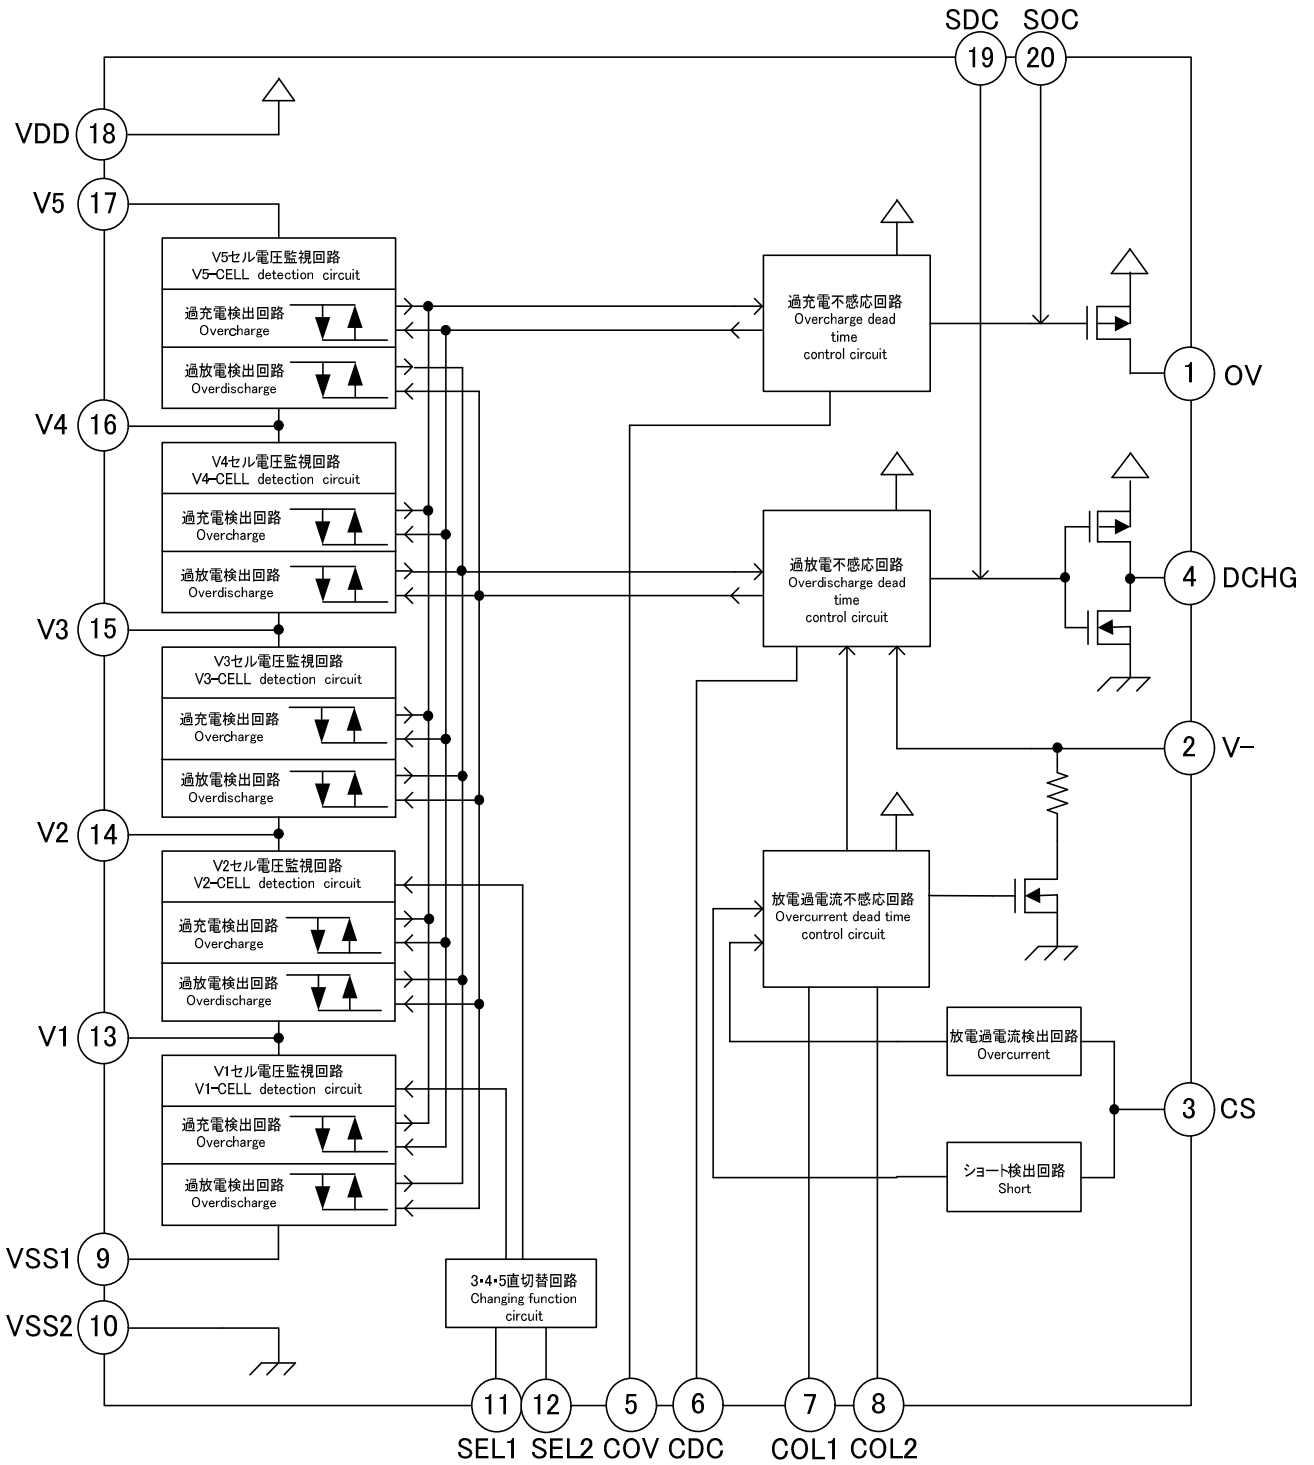 SDC
SOC
19
20
VDD
18
V5
17
V5セル電圧監視回路
V5-CELL detection circuit
過充電検出回路
Overcharge
過放電検出回路
Overdischarge
過充電不感応回路
Overcharge dead
time
control circuit
1
OV
V4
16
V4セル電圧監視回路
V4-CELL detection circuit
過充電検出回路
Overcharge
過放電検出回路
Overdischarge
過放電不感応回路
Overdischarge dead
time
control circuit
4
DCHG
V3
15
V3セル電圧監視回路
V3-CELL detection circuit
過充電検出回路
Overcharge
過放電検出回路
Overdischarge
2
V-
V2
14
V2セル電圧監視回路
V2-CELL detection circuit
過充電検出回路
Overcharge
過放電検出回路
Overdischarge
放電過電流不感応回路
Overcurrent dead time
control circuit
V1
13
V1セル電圧監視回路
V1-CELL detection circuit
過充電検出回路
Overcharge
過放電検出回路
Overdischarge
放電過電流検出回路
Overcurrent
3
CS
ショート検出回路
Short
VSS1
9
3・4・5直切替回路
Changing function
circuit
VSS2
10
11
12
5
6
7
8
SEL1
SEL2
COV
CDC
COL1
COL2